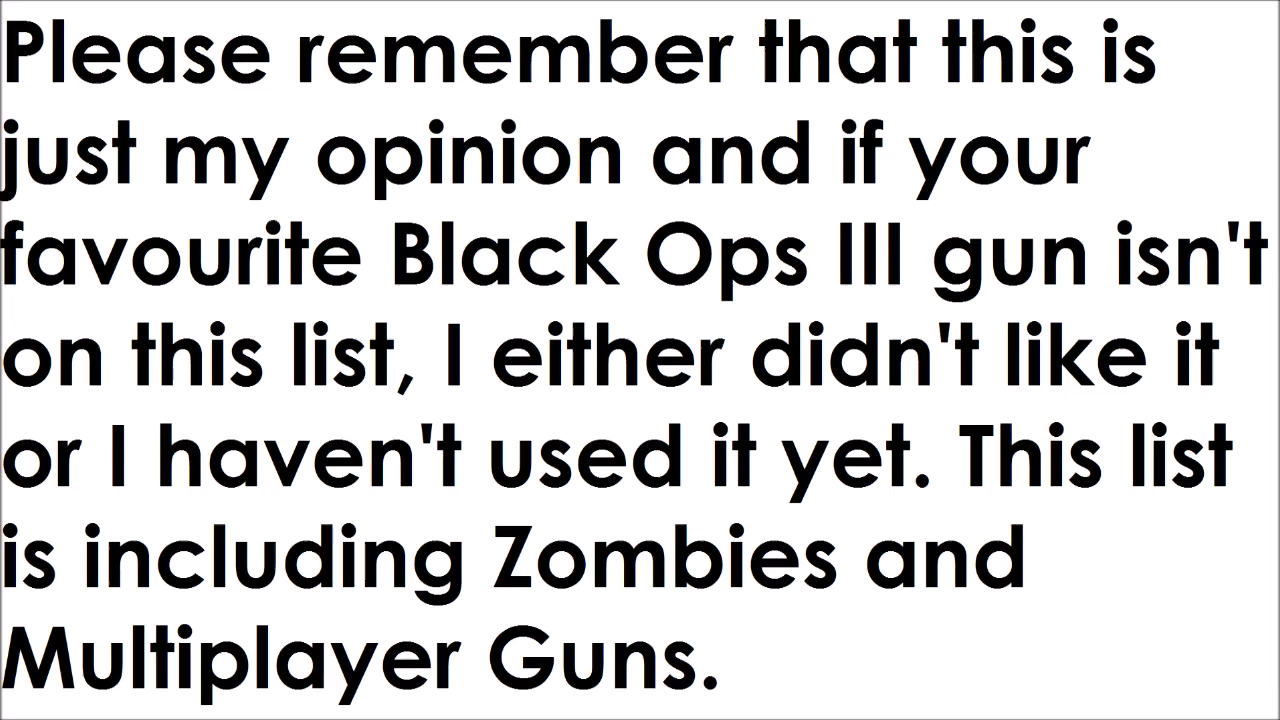 Please remember that this is
just my opinion and if your
favourite Black Ops III gun isn't
on this list, I either didn't like it
or I haven't used it yet. This list
is including Zombies and
Multiplayer Guns.